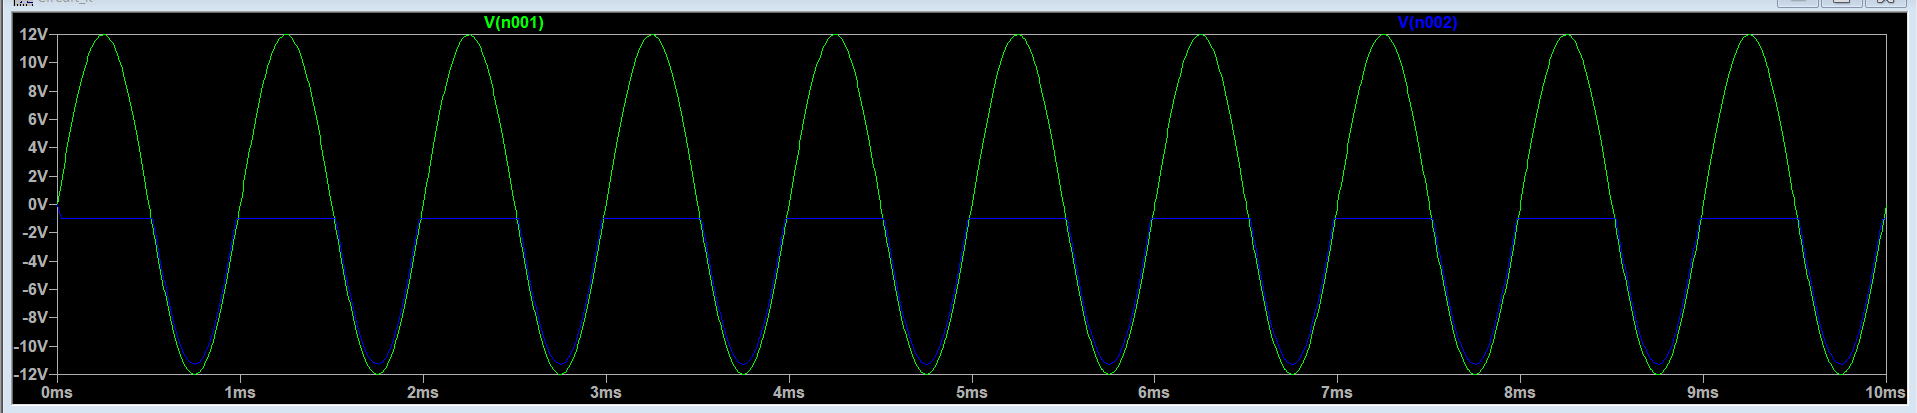 V(n001) V(n002)
12V
10V
8V
6V
4V
2V
0V
-2V
-4V
-6V
-8V
-10V
-12V
0ms 1ms 2ms 3ms 4ms 5ms 6ms 7ms 8ms 9ms 10ms